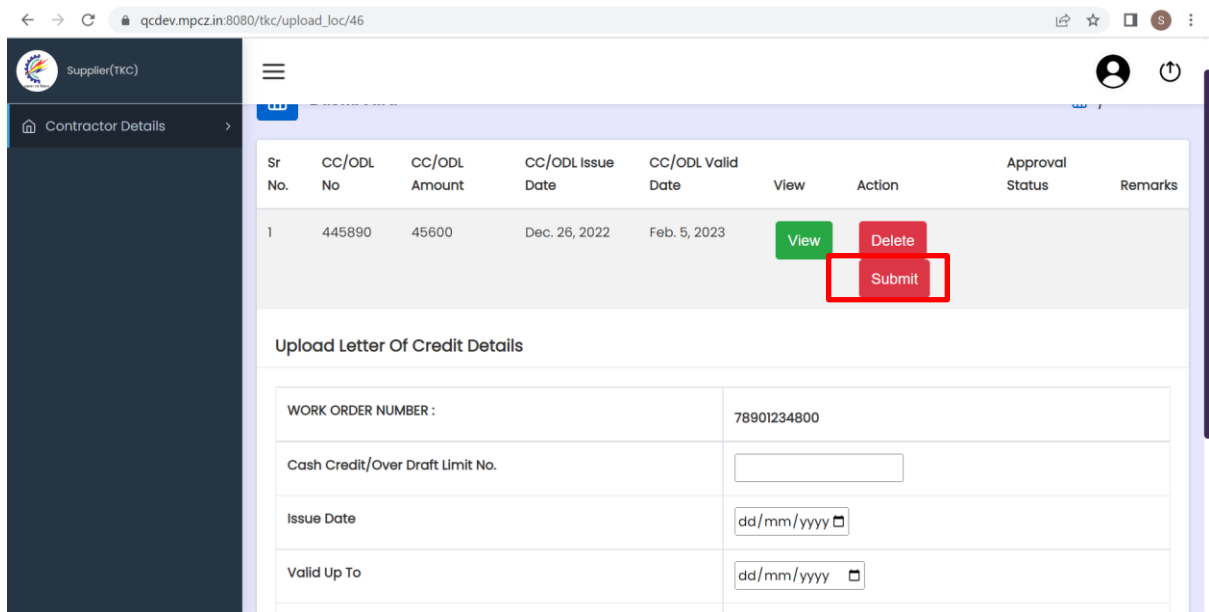 qcdev.mpcz.in:8080/tkc/upload_loc/46
S
Supplier(TKC)
Contractor Details
Sr No. CC/ODL No CC/ODL Amount CC/ODL Issue Date CC/ODL Valid Date View Action Approval Status Remarks
1 445890 45600 Dec. 26, 2022 Feb. 5, 2023 View Delete
Submit
Upload Letter Of Credit Details
WORK ORDER NUMBER : 78901234800
Cash Credit/Over Draft Limit No.
Issue Date dd/mm/yyyy
Valid Up To dd/mm/yyyy